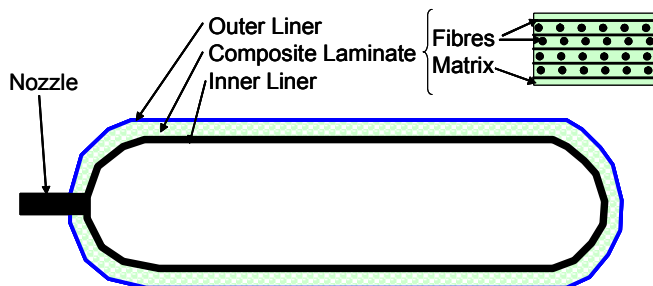 Outer Liner
Composite Laminate
Inner Liner
Fibres
Matrix
Nozzle